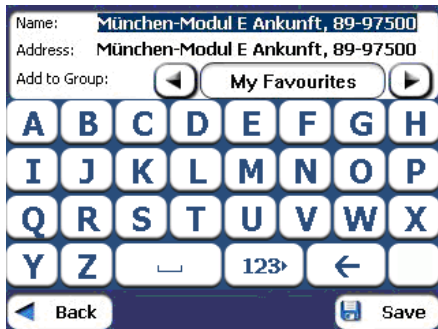 Name: München-Modul E Ankunft, 89-97500
Address: München-Modul E Ankunft, 89-97500
Add to Group: My Favourites
A B C D E F G H
I J K L M N O P
Q R S T U V W X
Y Z 123
Back Save